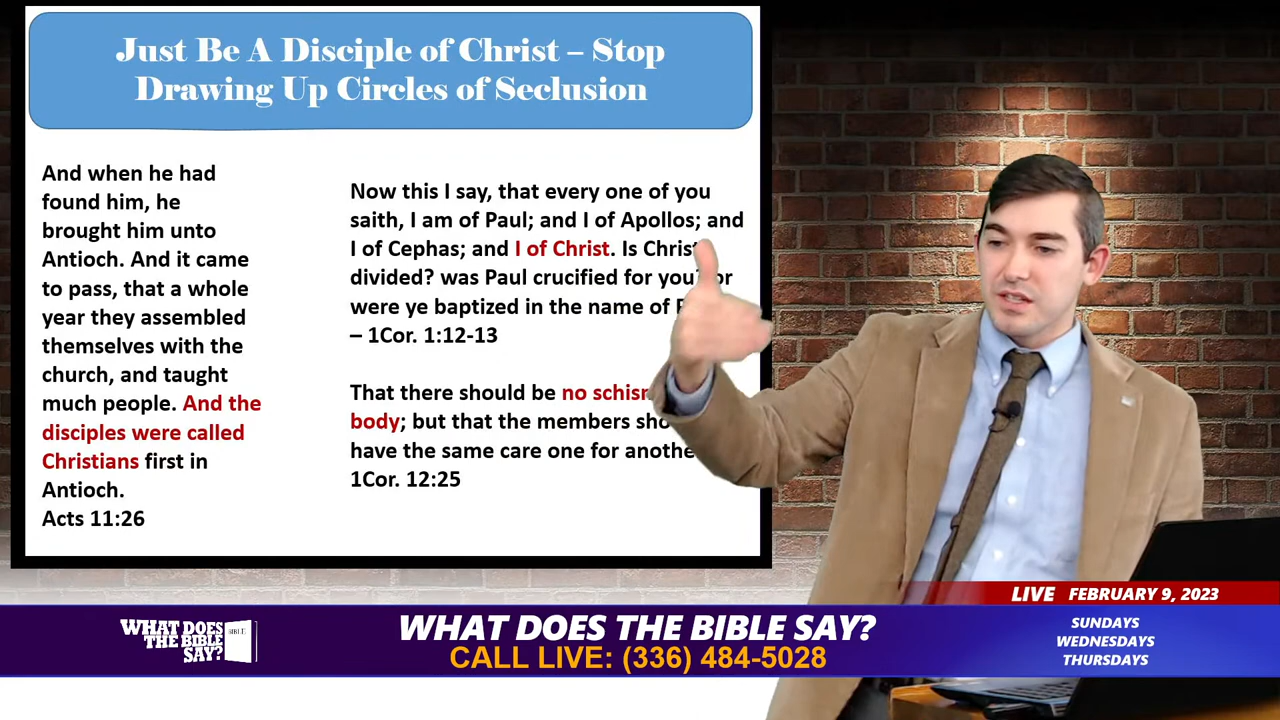 Just Be A Disciple of Christ – Stop
Drawing Up Circles of Seclusion
And when he had
found him, he
brought him unto
Antioch. And it came
to pass, that a whole
year they assembled
themselves with the
church, and taught
much people. And the
disciples were called
Christians first in
Antioch.
Acts 11:26
Now this I say, that every one of you
saith, I am of Paul; and I of Apollos; and
I of Cephas; and I of Christ. Is Christ
divided? was Paul crucified for you? or
were ye baptized in the name of
– 1Cor. 1:12-13
That there should be no
body; but that the members
have the same care one for
1Cor. 12:25
LIVE FEBRUARY 9, 2023
WHAT DOES
THE BIBLE
SAY?
BIBLE
WHAT DOES THE BIBLE SAY?
CALL LIVE: (336) 484-5028
SUNDAYS
WEDNESDAYS
THURSDAYS